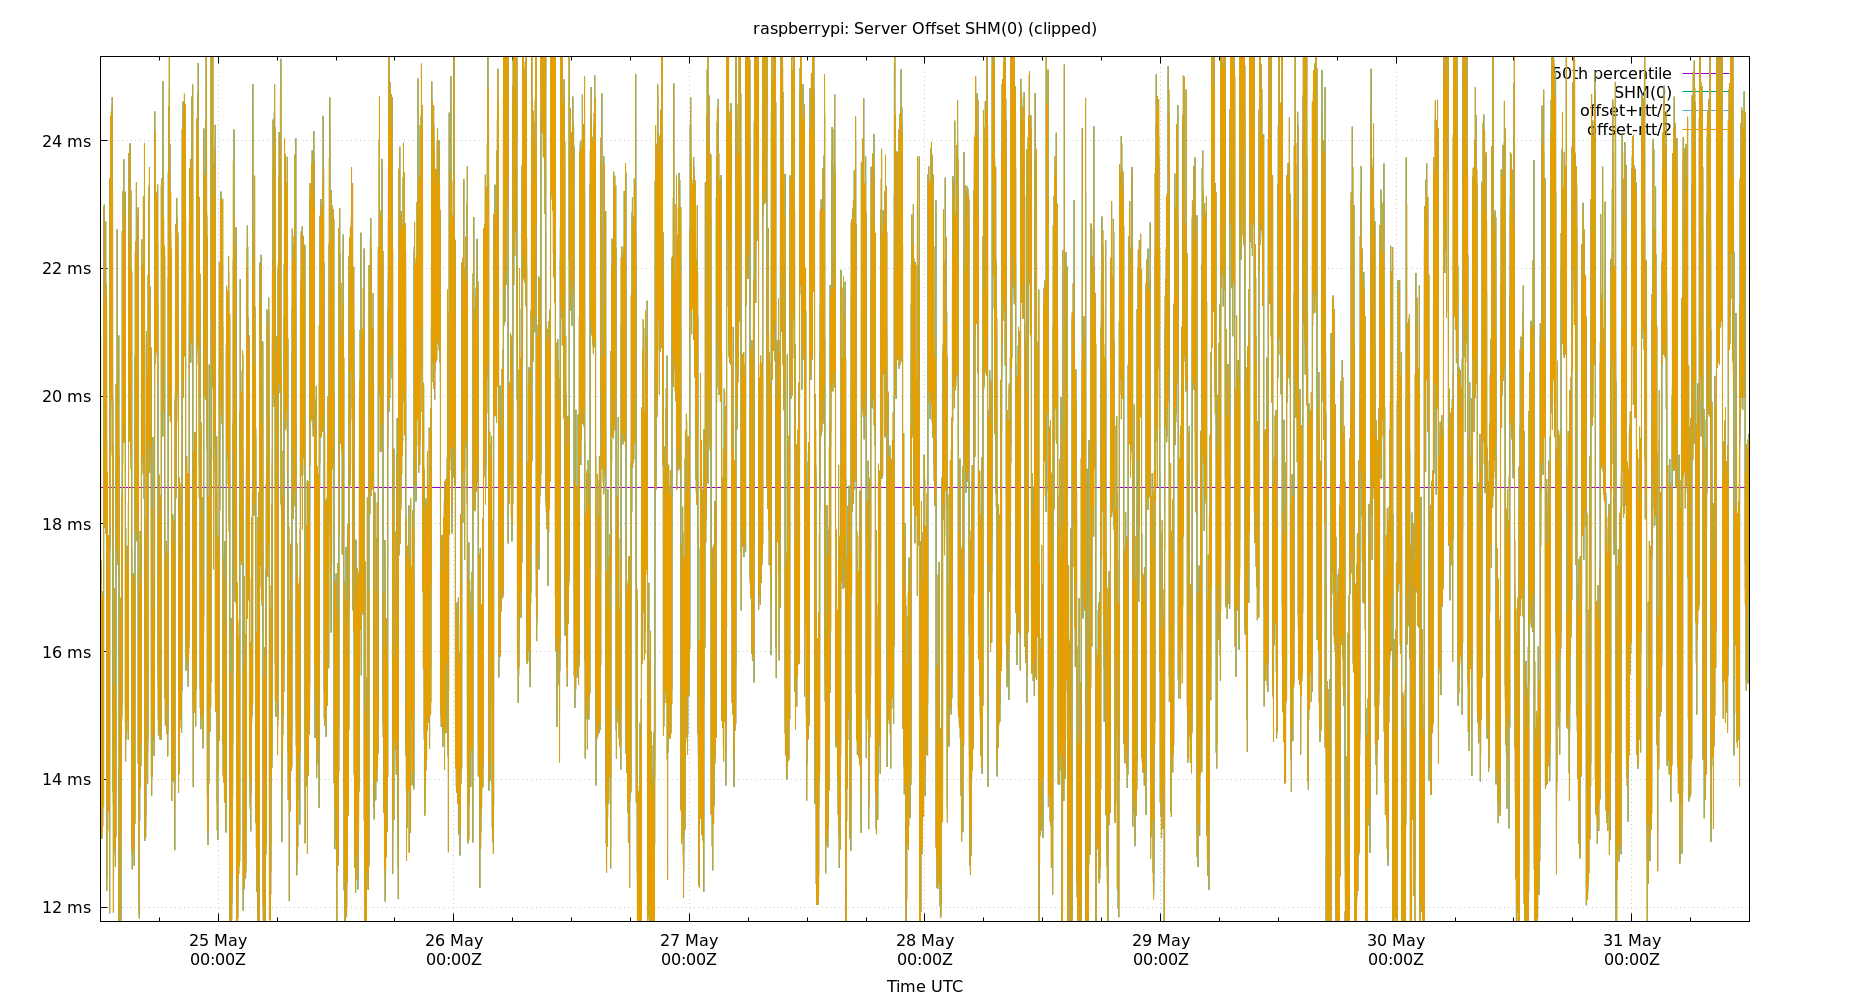 raspberrypi: Server Offset SHM(0) (clipped)
50th percentile
SHM(0)
offset+rtt/2
offset-rtt/2
24 ms
22 ms
20 ms
18 ms
16 ms
14 ms
12 ms
25 May 26 May 27 May 28 May 29 May 30 May 31 May
00:00Z 00:00Z 00:00Z 00:00Z 00:00Z 00:00Z 00:00Z
Time UTC